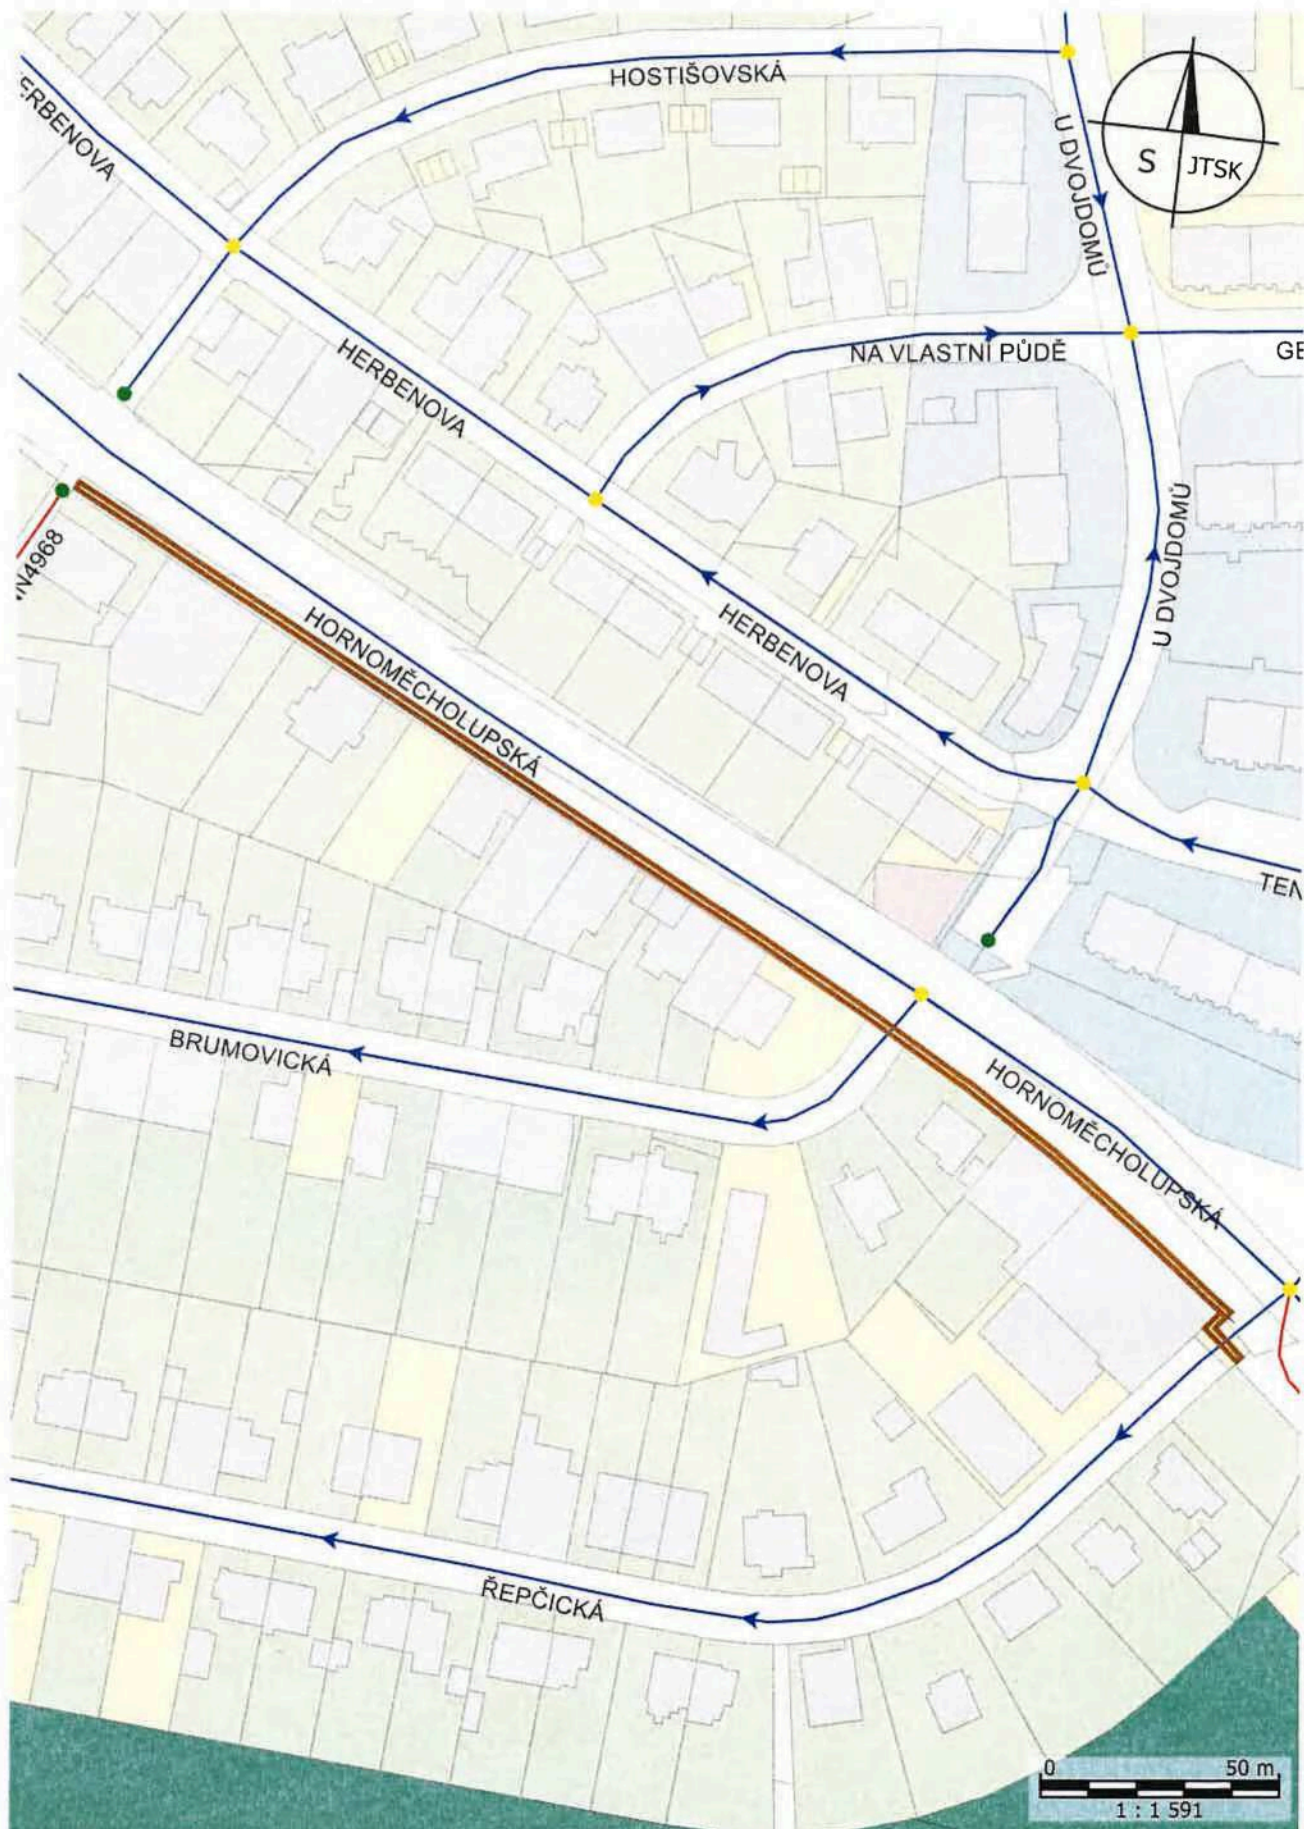 HOSTIŠOVSKÁ
ERBENOVA
U DVOJDOMŮ
S JTSK
HERBENOVA
NA VLASTNÍ PŮDĚ
GE
U DVOJDOMŮ
N4968
HORNOMĚCHOLUPSKÁ
HERBENOVA
TEN
BRUMOVICKÁ
HORNOMĚCHOLUPSKÁ
ŘEPČICKÁ
0 50 m
1 : 1 591